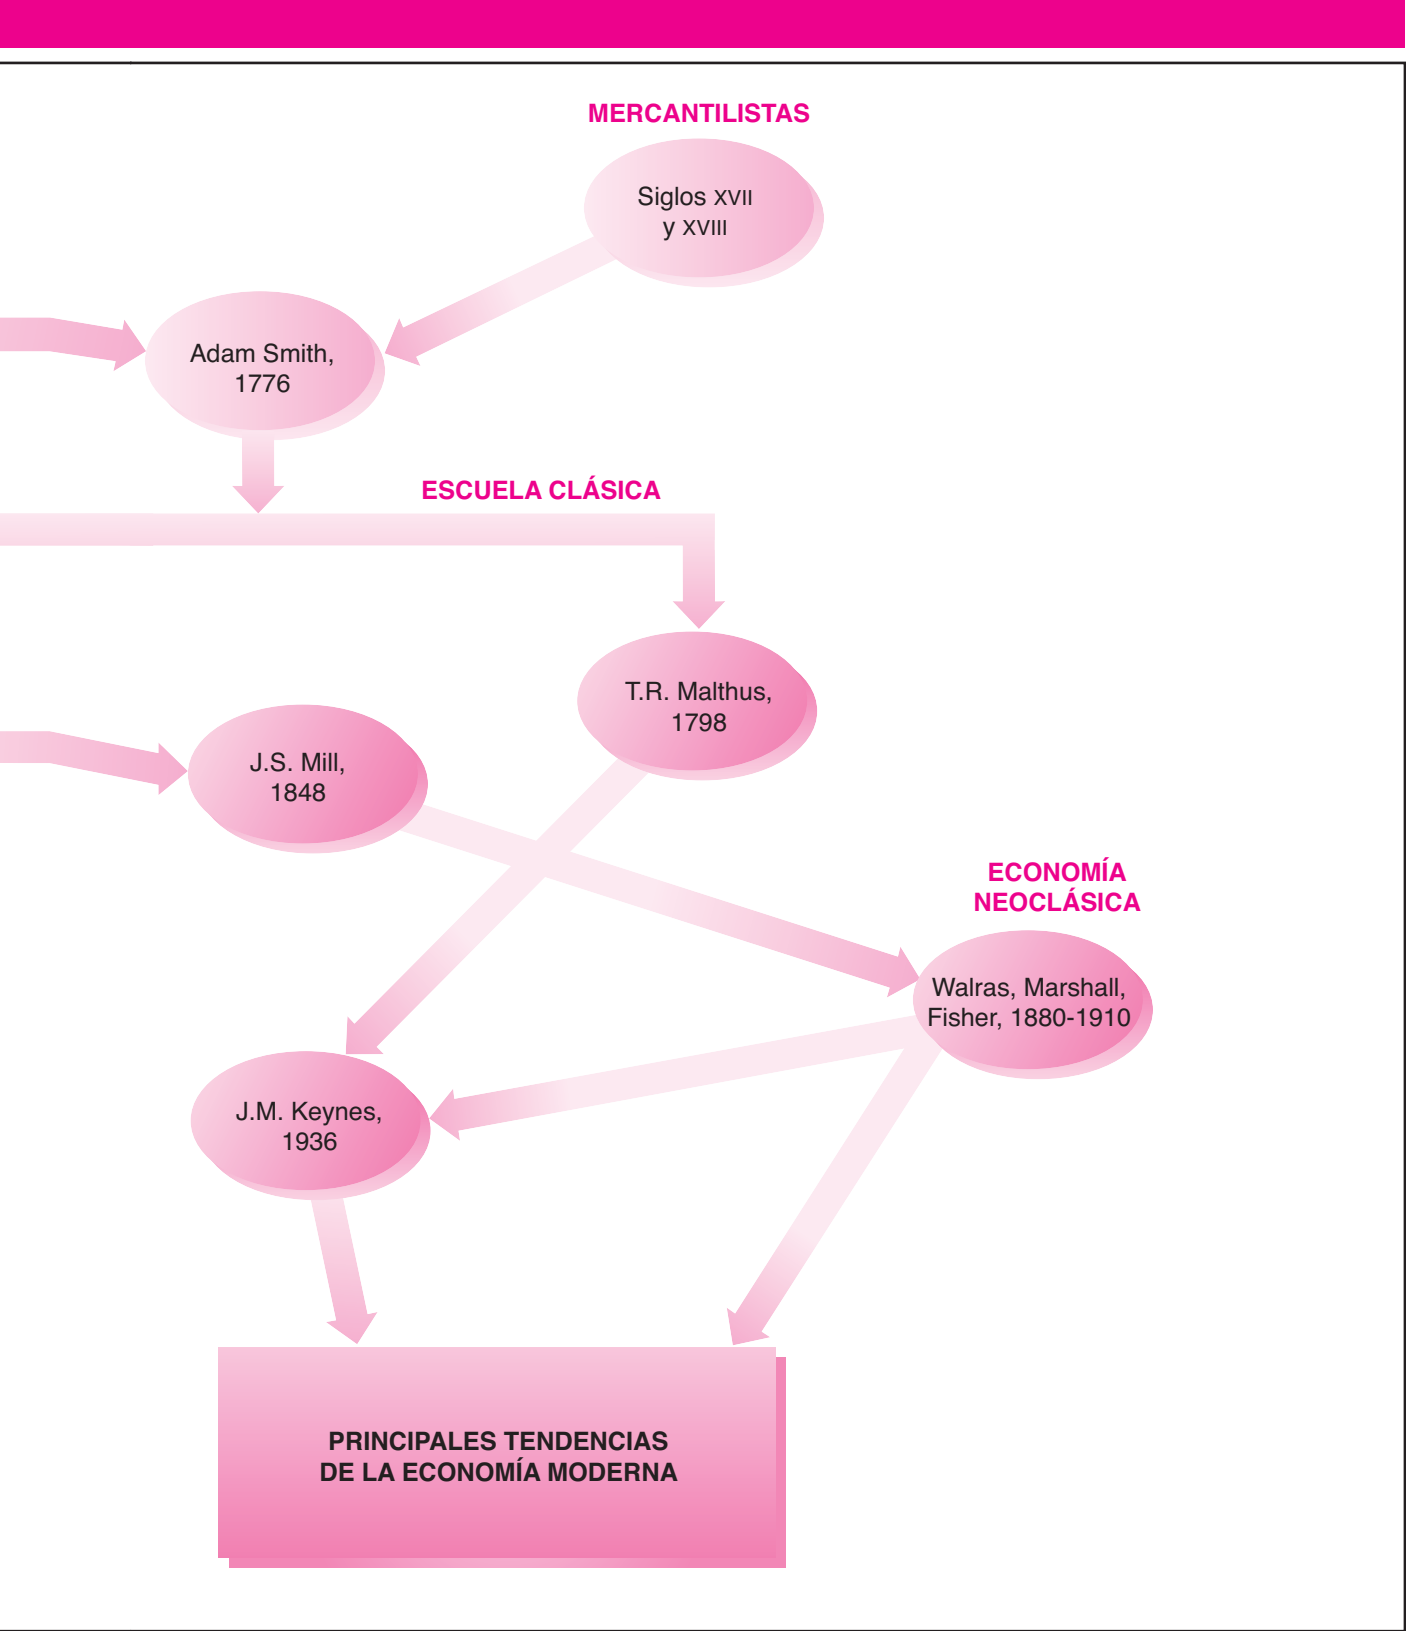 MERCANTILISTAS
Siglos XVII
y XVIII
Adam Smith,
1776
ESCUELA CLÁSICA
T.R. Malthus,
1798
J.S. Mill,
1848
ECONOMÍA
NEOCLÁSICA
Walras, Marshall,
Fisher, 1880-1910
J.M. Keynes,
1936
PRINCIPALES TENDENCIAS
DE LA ECONOMÍA MODERNA